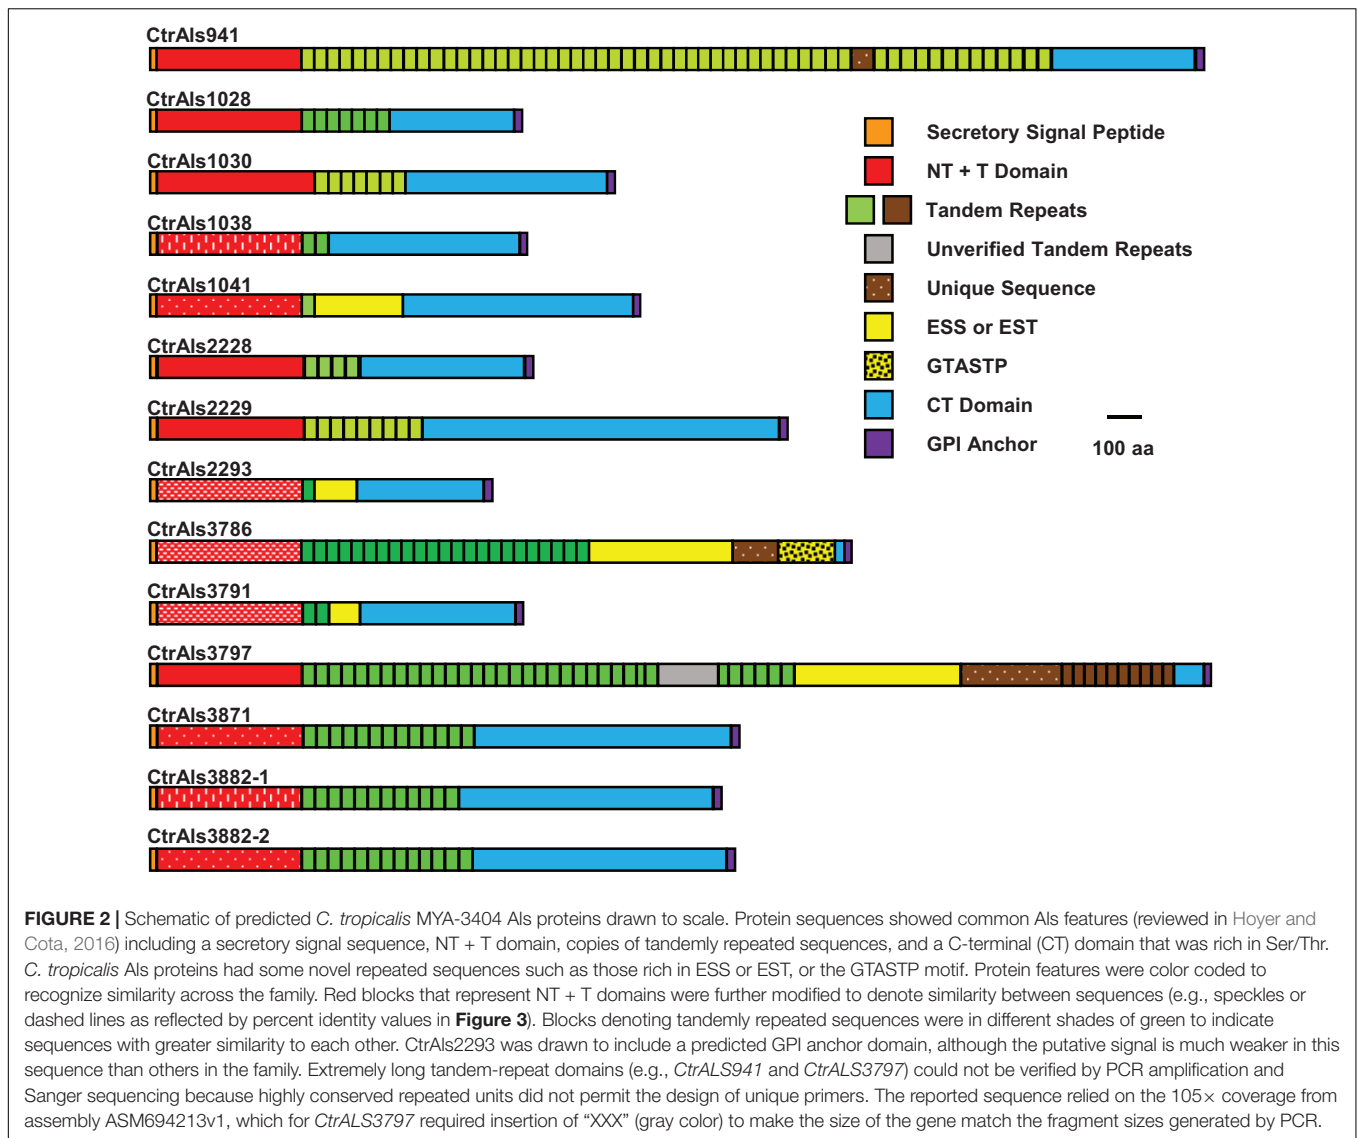 CtrAls941
CtrAls1028
CtrAls1030
CtrAls1038
CtrAls1041
CtrAls2228
CtrAls2229
CtrAls2293
CtrAls3786
CtrAls3791
CtrAls3797
CtrAls3871
CtrAls3882-1
CtrAls3882-2
Secretory Signal Peptide
NT + T Domain
Tandem Repeats
Unverified Tandem Repeats
Unique Sequence
ESS or EST
GTASTP
CT Domain
GPI Anchor
100 aa
FIGURE 2 | Schematic of predicted C. tropicalis MYA-3404 Als proteins drawn to scale. Protein sequences showed common Als features (reviewed in Hoyer and
Cota, 2016) including a secretory signal sequence, NT + T domain, copies of tandemly repeated sequences, and a C-terminal (CT) domain that was rich in Ser/Thr.
C. tropicalis Als proteins had some novel repeated sequences such as those rich in ESS or EST, or the GTASTP motif. Protein features were color coded to
recognize similarity across the family. Red blocks that represent NT + T domains were further modified to denote similarity between sequences (e.g., speckles or
dashed lines as reflected by percent identity values in Figure 3). Blocks denoting tandemly repeated sequences were in different shades of green to indicate
sequences with greater similarity to each other. CtrAls2293 was drawn to include a predicted GPI anchor domain, although the putative signal is much weaker in this
sequence than others in the family. Extremely long tandem-repeat domains (e.g., CtrALS941 and CtrALS3797) could not be verified by PCR amplification and
Sanger sequencing because highly conserved repeated units did not permit the design of unique primers. The reported sequence relied on the 105× coverage from
assembly ASM694213v1, which for CtrALS3797 required insertion of “XXX” (gray color) to make the size of the gene match the fragment sizes generated by PCR.